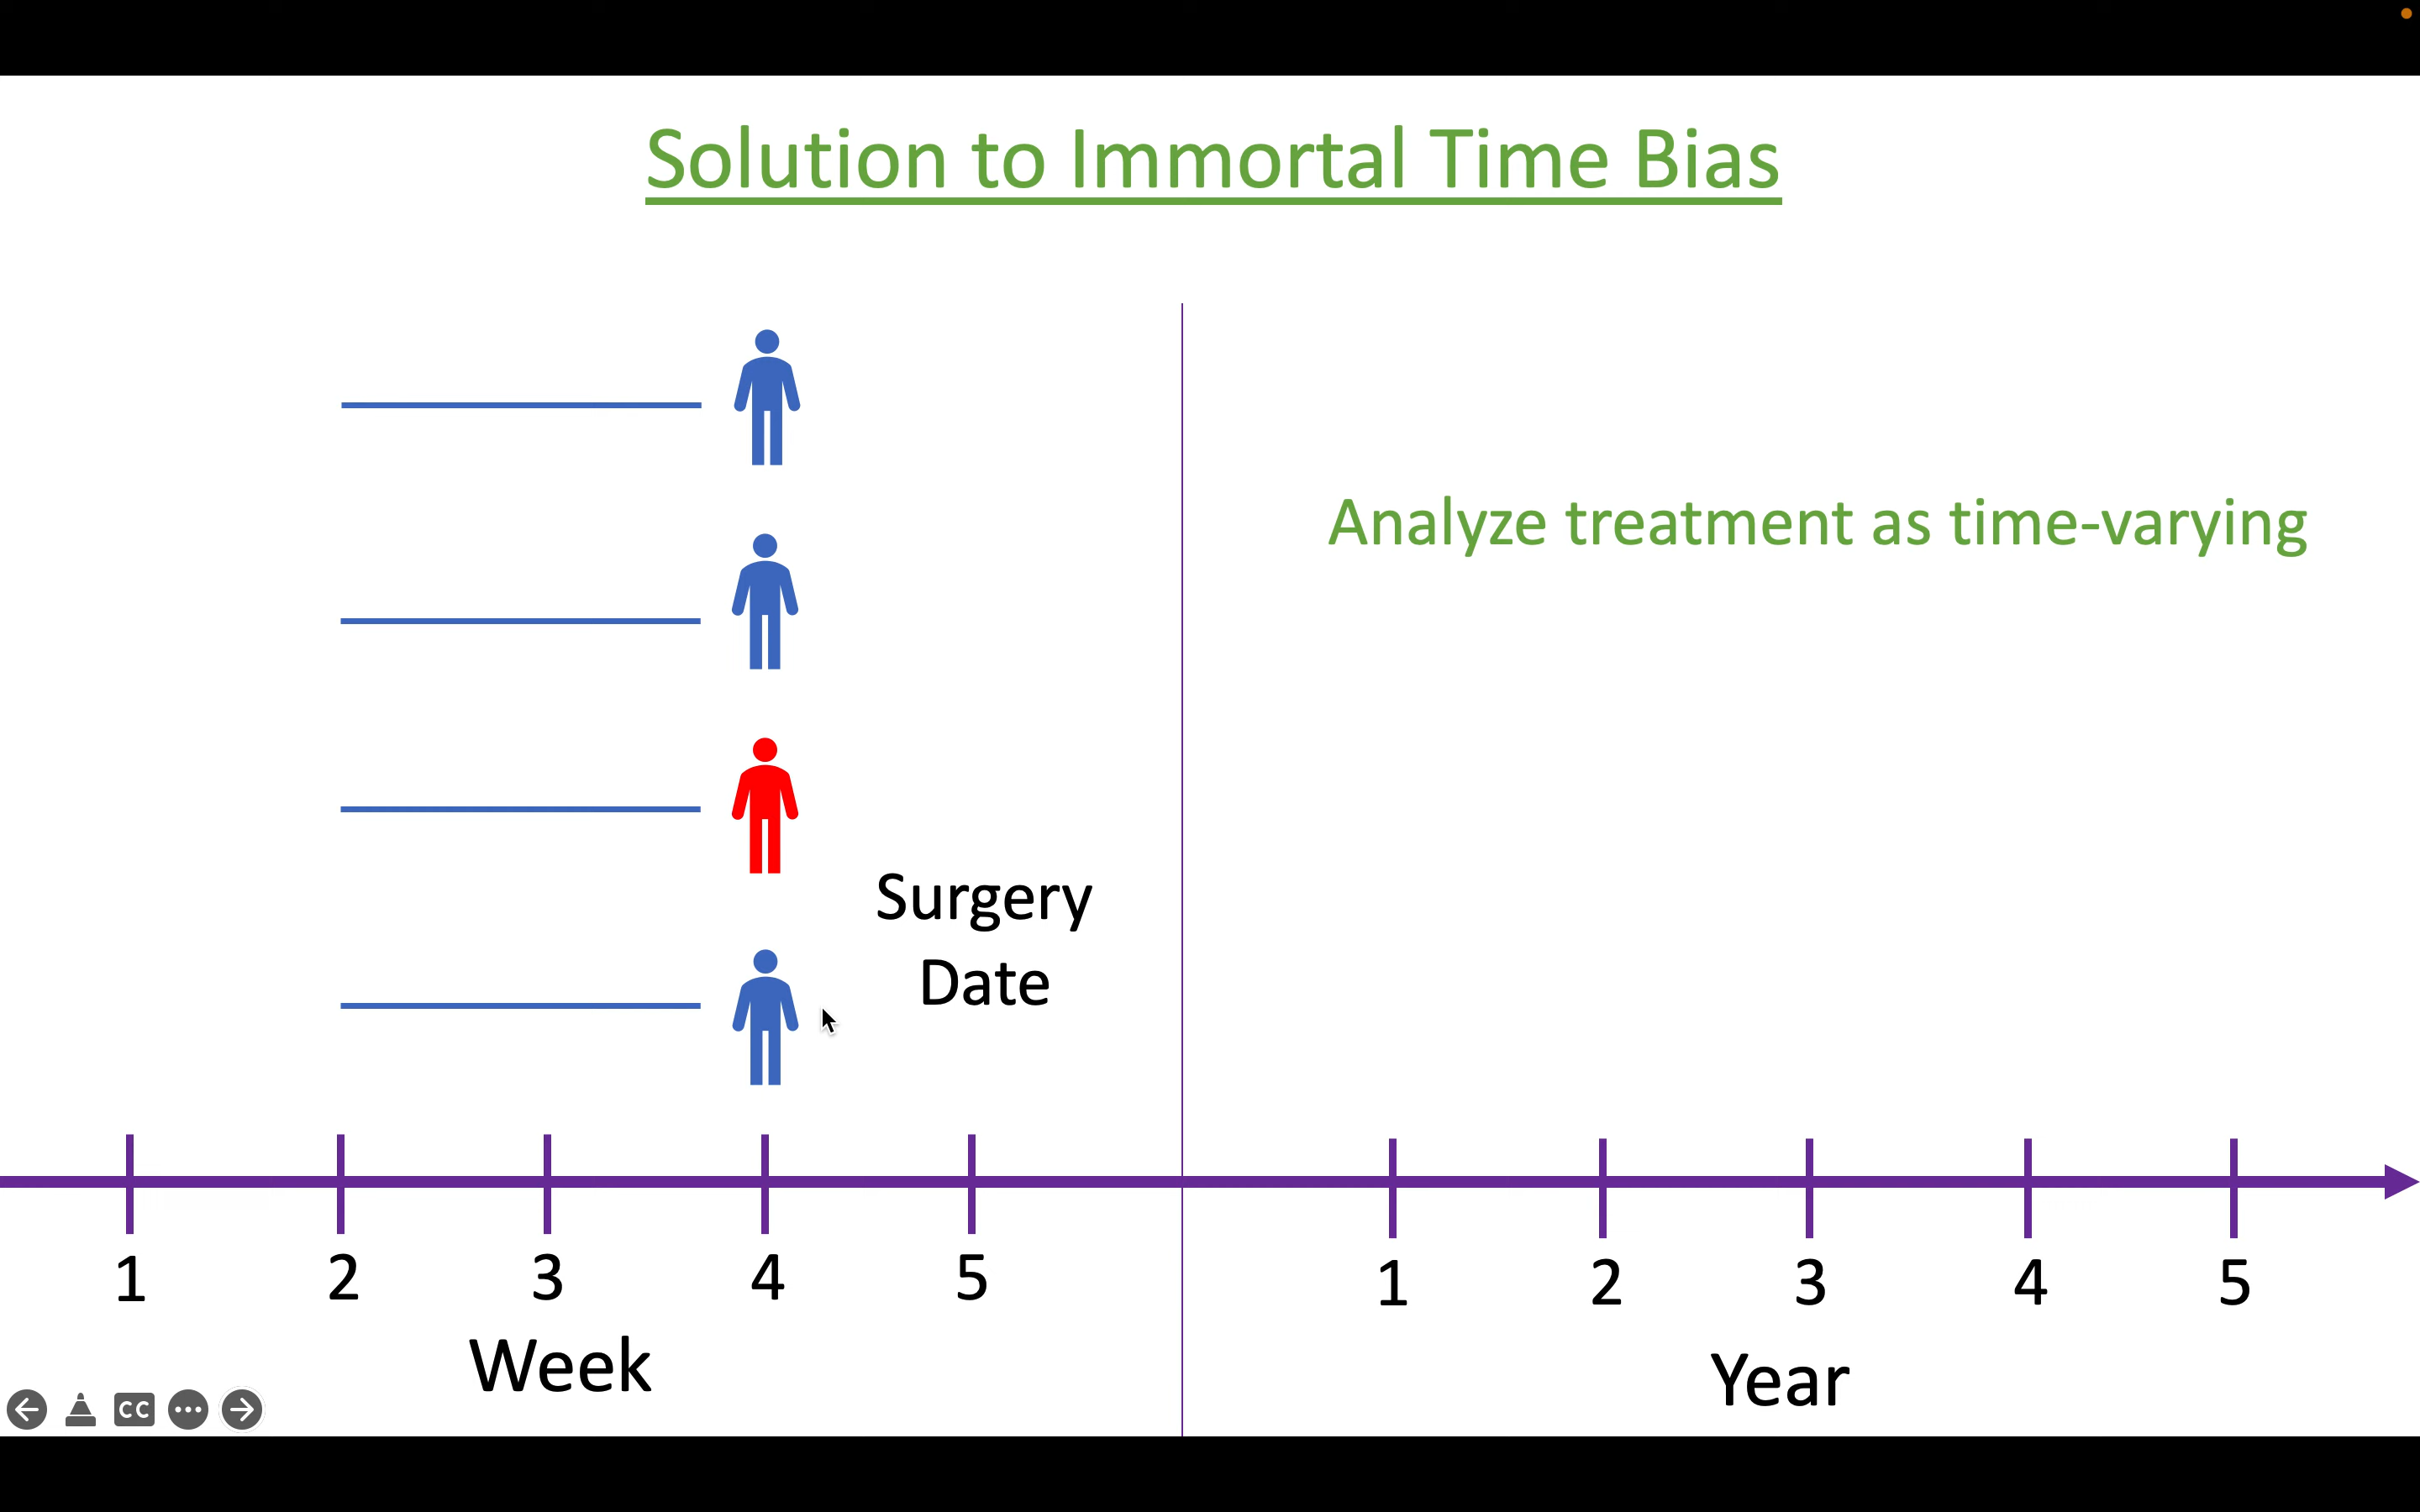 Solution to Immortal Time Bias
Analyze treatment as time-varying
Surgery
Date
1 2 3 4 5
Week
1 2 3 4 5
Year
CC